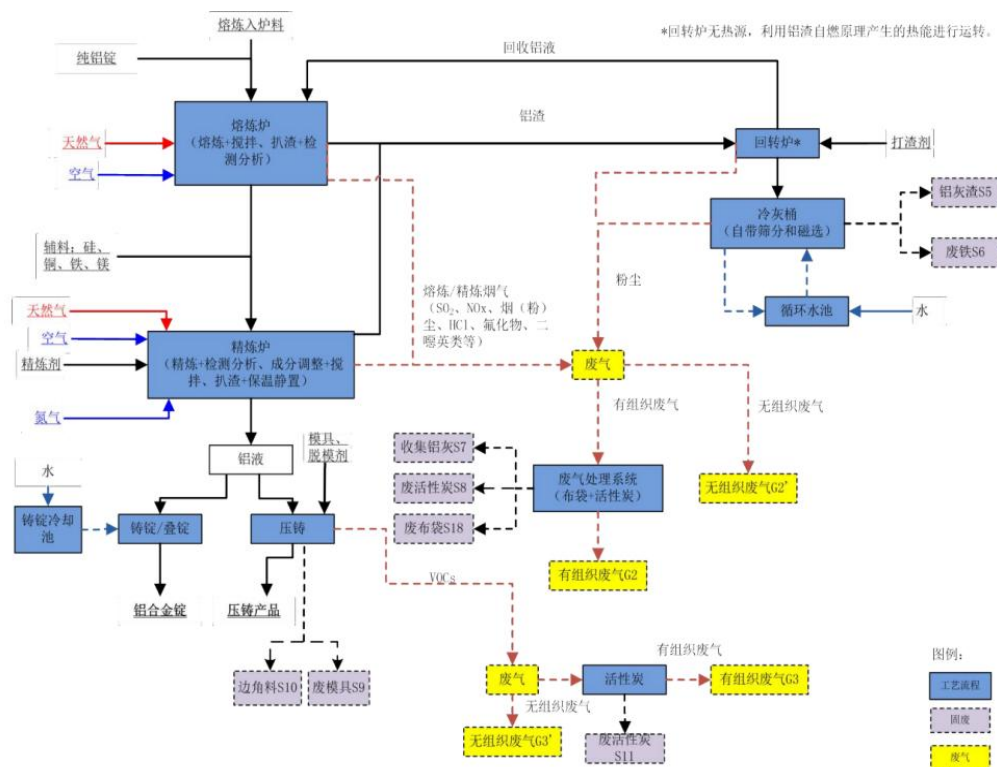 熔炼入炉料
*回转炉无热源，利用铝渣自燃原理产生的热能进行运转。
纯铝锭
回收铝液
熔炼炉
（熔炼+搅拌、扒渣+检
测分析）
天然气
空气
铝渣
回转炉*
打渣剂
冷灰桶
（自带筛分和磁选）
铝灰渣S5
废铁S6
辅料：硅、
铜、铁、镁
粉尘
循环水池
水
熔炼/精炼烟气
（SO₂、NOx、烟（粉）
尘、HCl、氟化物、二
噁英类等）
天然气
空气
精炼剂
氮气
精炼炉
（精炼+检测分析、成分调整+搅
拌、扒渣+保温静置）
废气
有组织废气
无组织废气
铝液
模具、
脱模剂
收集铝灰S7
废活性炭S8
废布袋S18
废气处理系统
（布袋+活性炭）
无组织废气G2'
水
铸锭冷却
池
铸锭/叠锭
压铸
有组织废气G2
VOCs
铝合金锭
压铸产品
边角料S10
废模具S9
废气
无组织废气
活性炭
有组织废气
有组织废气G3
无组织废气G3'
废活性炭
S11
图例：
工艺流程
固废
废气